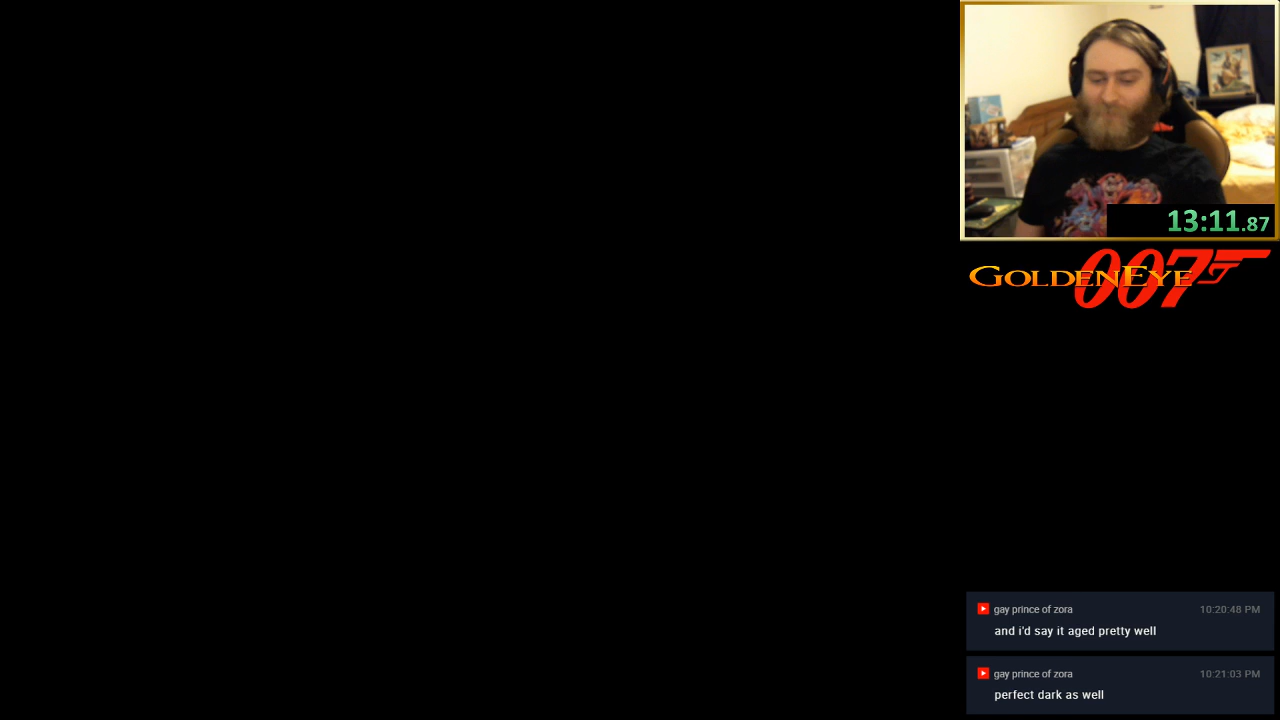 13:11.87
GOLDENEYE 007
gay prince of zora 10:20:48 PM
and i'd say it aged pretty well
gay prince of zora 10:21:03 PM
perfect dark as well